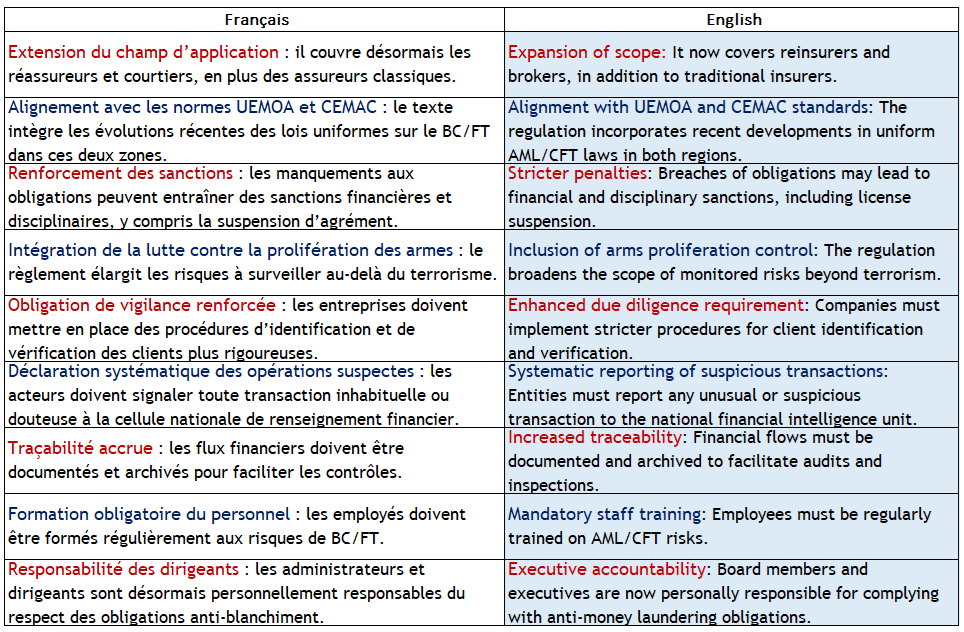 Français
English
Extension du champ d’application : il couvre désormais les
réassureurs et courtiers, en plus des assureurs classiques.
Expansion of scope: It now covers reinsurers and
brokers, in addition to traditional insurers.
Alignement avec les normes UEMOA et CEMAC : le texte
intègre les évolutions récentes des lois uniformes sur le BC/FT
dans ces deux zones.
Alignment with UEMOA and CEMAC standards: The
regulation incorporates recent developments in uniform
AML/CFT laws in both regions.
Renforcement des sanctions : les manquements aux
obligations peuvent entraîner des sanctions financières et
disciplinaires, y compris la suspension d’agrément.
Stricter penalties: Breaches of obligations may lead to
financial and disciplinary sanctions, including license
suspension.
Intégration de la lutte contre la prolifération des armes : le
règlement élargit les risques à surveiller au-delà du terrorisme.
Inclusion of arms proliferation control: The regulation
broadens the scope of monitored risks beyond terrorism.
Obligation de vigilance renforcée : les entreprises doivent
mettre en place des procédures d’identification et de
vérification des clients plus rigoureuses.
Enhanced due diligence requirement: Companies must
implement stricter procedures for client identification
and verification.
Déclaration systématique des opérations suspectes : les
acteurs doivent signaler toute transaction inhabituelle ou
douteuse à la cellule nationale de renseignement financier.
Systematic reporting of suspicious transactions:
Entities must report any unusual or suspicious
transaction to the national financial intelligence unit.
Traçabilité accrue : les flux financiers doivent être
documentés et archivés pour faciliter les contrôles.
Increased traceability: Financial flows must be
documented and archived to facilitate audits and
inspections.
Formation obligatoire du personnel : les employés doivent
être formés régulièrement aux risques de BC/FT.
Mandatory staff training: Employees must be regularly
trained on AML/CFT risks.
Responsabilité des dirigeants : les administrateurs et
dirigeants sont désormais personnellement responsables du
respect des obligations anti-blanchiment.
Executive accountability: Board members and
executives are now personally responsible for complying
with anti-money laundering obligations.